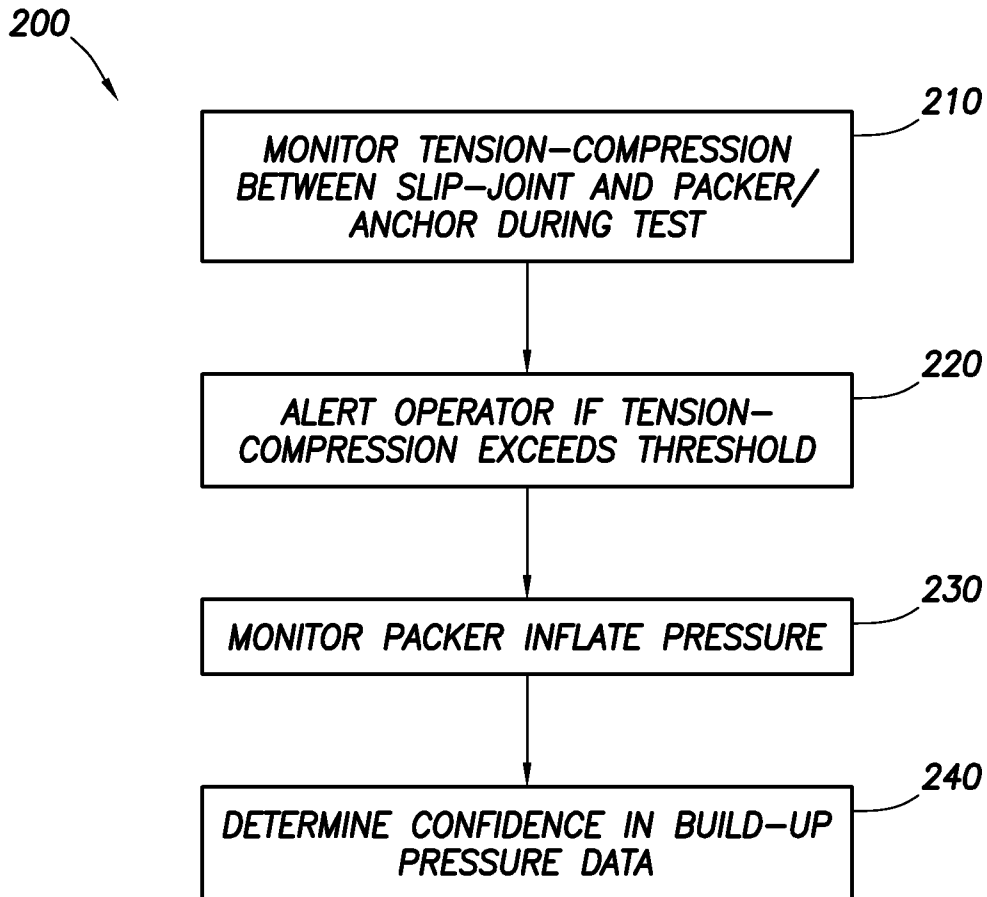 200
210
MONITOR TENSION-COMPRESSION
BETWEEN SLIP-JOINT AND PACKER/
ANCHOR DURING TEST
220
ALERT OPERATOR IF TENSION-
COMPRESSION EXCEEDS THRESHOLD
230
MONITOR PACKER INFLATE PRESSURE
240
DETERMINE CONFIDENCE IN BUILD-UP
PRESSURE DATA